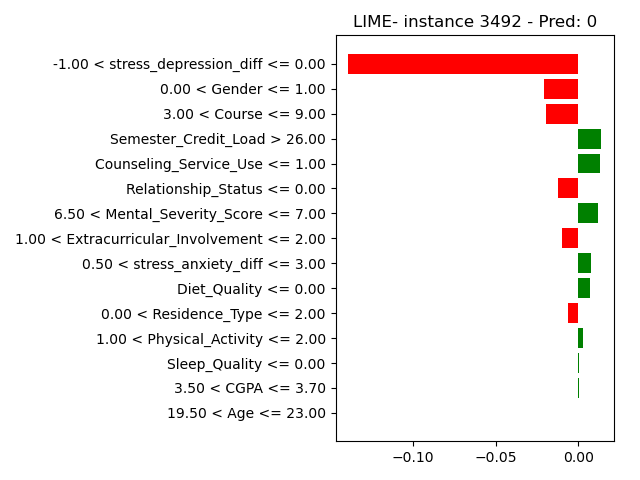 LIME- instance 3492 - Pred: 0
-1.00 < stress_depression_diff <= 0.00
0.00 < Gender <= 1.00
3.00 < Course <= 9.00
Semester_Credit_Load > 26.00
Counseling_Service_Use <= 1.00
Relationship_Status <= 0.00
6.50 < Mental_Severity_Score <= 7.00
1.00 < Extracurricular_Involvement <= 2.00
0.50 < stress_anxiety_diff <= 3.00
Diet_Quality <= 0.00
0.00 < Residence_Type <= 2.00
1.00 < Physical_Activity <= 2.00
Sleep_Quality <= 0.00
3.50 < CGPA <= 3.70
19.50 < Age <= 23.00
−0.10 −0.05 0.00